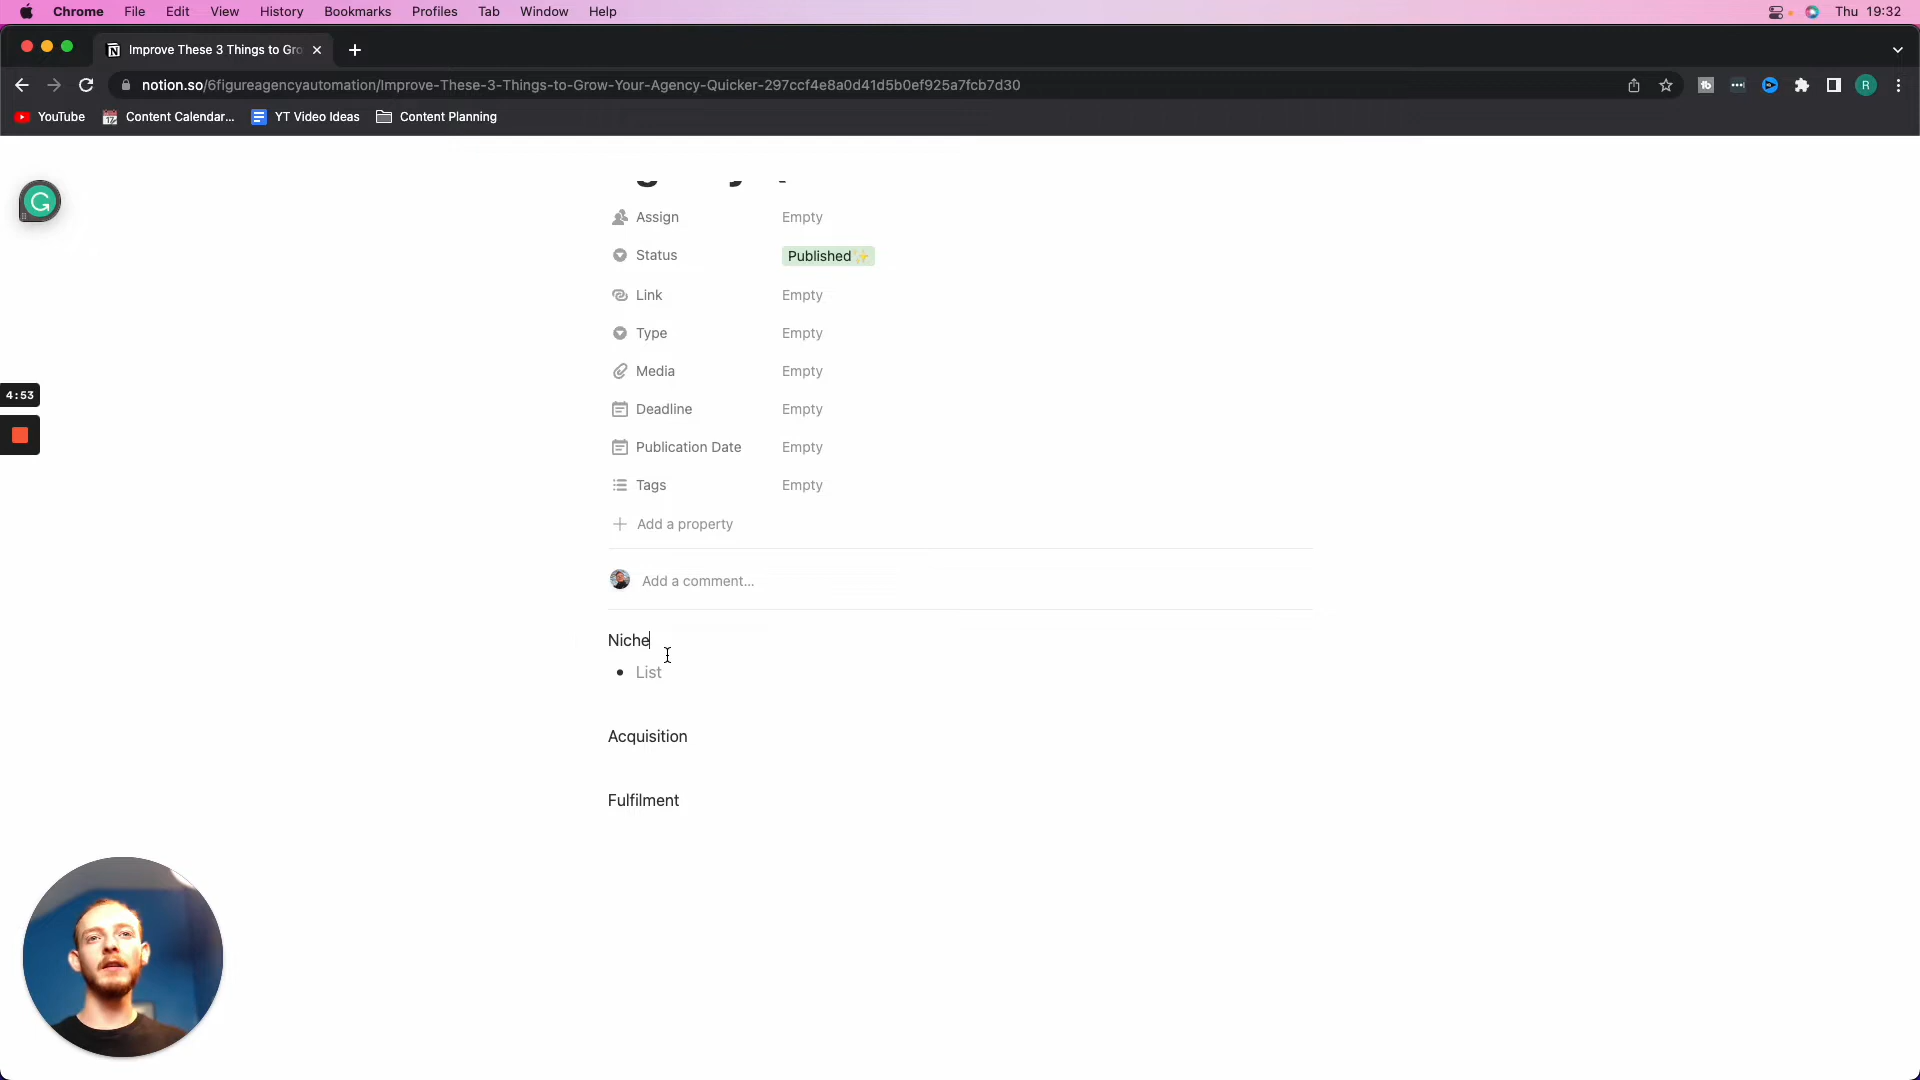 Chrome File Edit View History Bookmarks Profiles Tab Window Help Thu 19:32
Improve These 3 Things to Gro
notion.so/6figureagencyautomation/Improve-These-3-Things-to-Grow-Your-Agency-Quicker-297ccf4e8a0d41d5b0ef925a7fcb7d30
YouTube Content Calendar... YT Video Ideas Content Planning
Assign Empty
Status Published✨
Link Empty
Type Empty
Media Empty
Deadline Empty
Publication Date Empty
Tags Empty
Add a property
Add a comment...
4:53
Niche
• List
Acquisition
Fulfilment